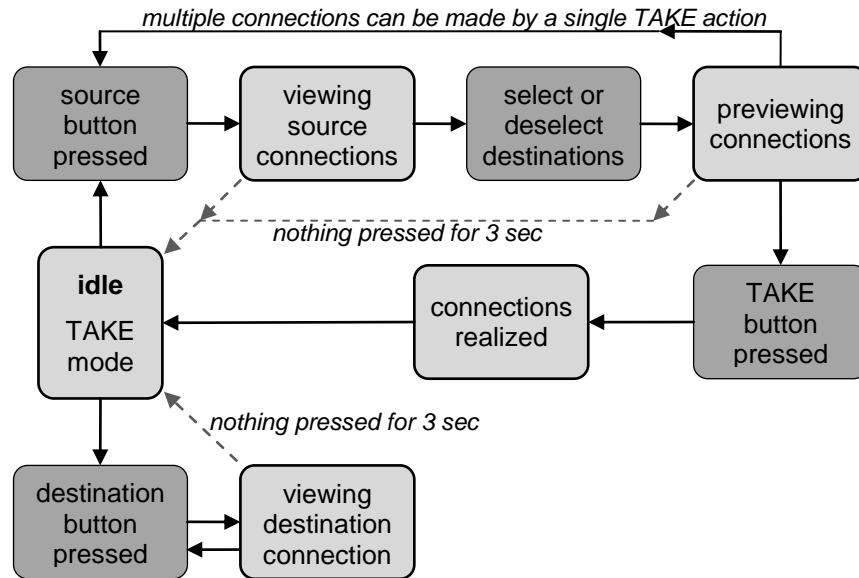 multiple connections can be made by a single TAKE action
source
button
pressed
viewing
source
connections
select or
deselect
destinations
previewing
connections
nothing pressed for 3 sec
idle
TAKE
mode
connections
realized
TAKE
button
pressed
nothing pressed for 3 sec
destination
button
pressed
viewing
destination
connection